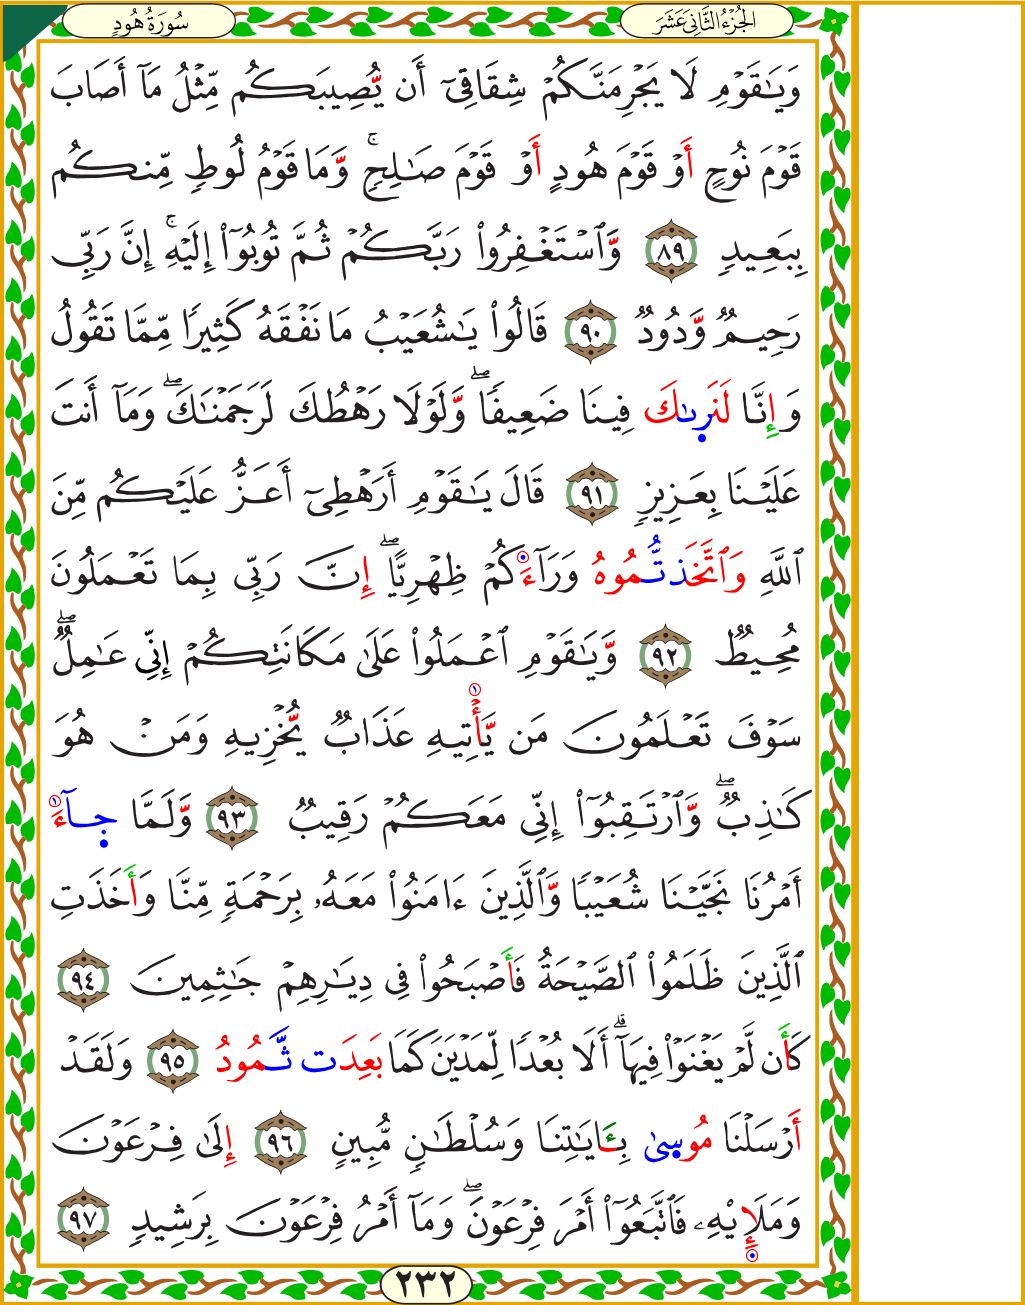 الجُزْءُ الثَّانِيَ عَشَرَ
سُورَةُ هُودٍ
وَيَٰقَوْمِ لَا يَجْرِمَنَّكُمْ شِقَاقِىٓ أَن يُّصِيبَكُم مِّثْلُ مَآ أَصَابَ
قَوْمَ نُوحٍ أَوْ قَوْمَ هُودٍ أَوْ قَوْمَ صَٰلِحٍ ۚ وَّمَا قَوْمُ لُوطٍ مِّنكُم
بِبَعِيدٍ ٨٩ وَّٱسْتَغْفِرُوا۟ رَبَّكُمْ ثُمَّ تُوبُوٓا۟ إِلَيْهِ ۚ إِنَّ رَبِّى
رَحِيمٌ وَّدُودٌ ٩٠ قَالُوا۟ يَٰشُعَيْبُ مَا نَفْقَهُ كَثِيرًا مِّمَّا تَقُولُ
وَإِنَّا لَنَرىٰكَ فِينَا ضَعِيفًا ۖ وَّلَوْلَا رَهْطُكَ لَرَجَمْنَٰكَ ۖ وَمَآ أَنتَ
عَلَيْنَا بِعَزِيزٍ ٩١ قَالَ يَٰقَوْمِ أَرَهْطِىٓ أَعَزُّ عَلَيْكُم مِّنَ
ٱللَّهِ وَٱتَّخَذتُّمُوهُ وَرَآءَكُمْ ظِهْرِيًّا ۖ إِنَّ رَبِّى بِمَا تَعْمَلُونَ
مُحِيطٌ ٩٢ وَّيَٰقَوْمِ ٱعْمَلُوا۟ عَلَىٰ مَكَانَتِكُمْ إِنِّى عَٰمِلٌ ۖ
سَوْفَ تَعْلَمُونَ مَن يَّأْتِيهِ عَذَابٌ يُّخْزِيهِ وَمَنْ هُوَ
كَٰذِبٌ ۖ وَّٱرْتَقِبُوٓا۟ إِنِّى مَعَكُمْ رَقِيبٌ ٩٣ وَّلَمَّا جَآءَ
أَمْرُنَا نَجَّيْنَا شُعَيْبًا وَّٱلَّذِينَ ءَامَنُوا۟ مَعَهُۥ بِرَحْمَةٍ مِّنَّا وَأَخَذَتِ
ٱلَّذِينَ ظَلَمُوا۟ ٱلصَّيْحَةُ فَأَصْبَحُوا۟ فِى دِيَٰرِهِمْ جَٰثِمِينَ ٩٤
كَأَن لَّمْ يَغْنَوْا۟ فِيهَآ ۗ أَلَا بُعْدًا لِّمَدْيَنَ كَمَا بَعِدَت ثَّمُودُ ٩٥ وَلَقَدْ
أَرْسَلْنَا مُوسىٰ بِـَٔايَٰتِنَا وَسُلْطَٰنٍ مُّبِينٍ ٩٦ إِلَىٰ فِرْعَوْنَ
وَمَلَإِي۟هِۦ فَٱتَّبَعُوٓا۟ أَمْرَ فِرْعَوْنَ ۖ وَمَآ أَمْرُ فِرْعَوْنَ بِرَشِيدٍ ٩٧
٢٣٢